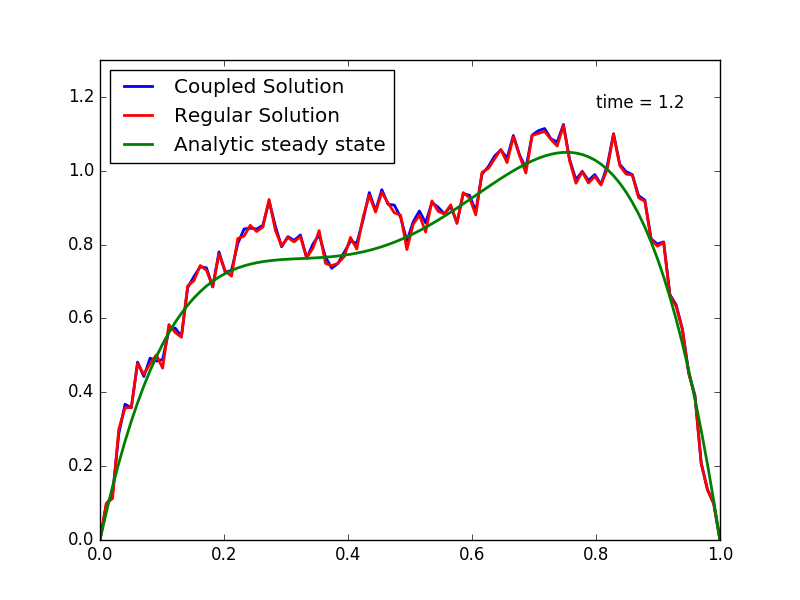 Coupled Solution
Regular Solution
Analytic steady state
time = 1.2
1.2
1.0
0.8
0.6
0.4
0.2
0.0
0.0 0.2 0.4 0.6 0.8 1.0